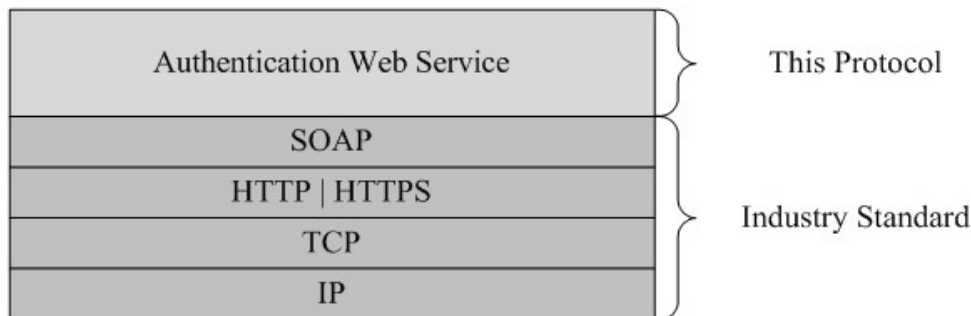 Authentication Web Service
This Protocol
SOAP
HTTP | HTTPS
TCP
IP
Industry Standard